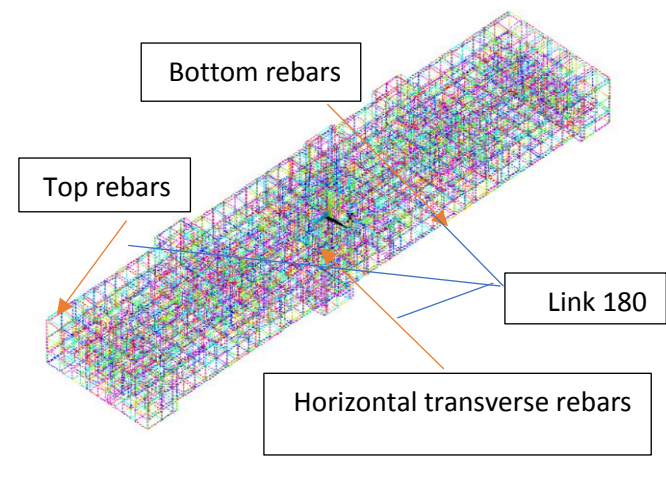 Bottom rebars
Top rebars
Link 180
Horizontal transverse rebars